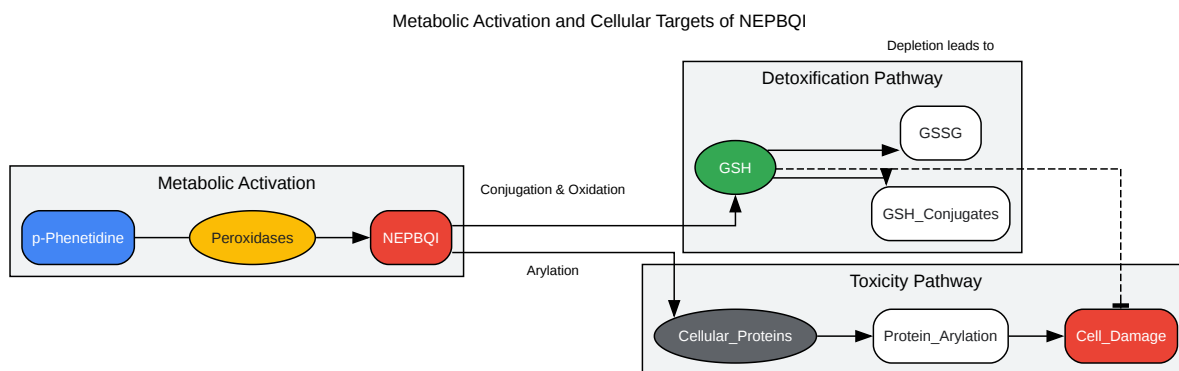 Metabolic Activation and Cellular Targets of NEPBQI
Depletion leads to
Detoxification Pathway
GSSG
GSH
GSH_Conjugates
Metabolic Activation
p-Phenetidine
Peroxidases
NEPBQI
Conjugation & Oxidation
Arylation
Toxicity Pathway
Cellular_Proteins
Protein_Arylation
Cell_Damage